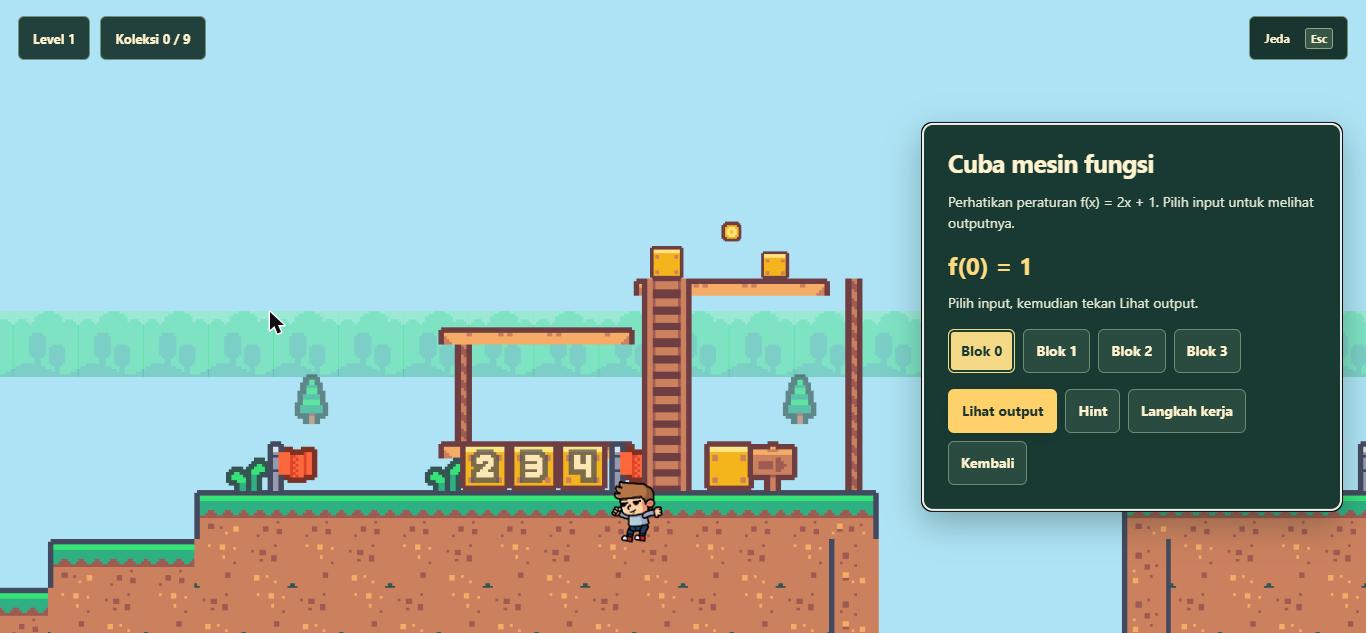 Level 1
Koleksi 0 / 9
Jeda Esc
Cuba mesin fungsi
Perhatikan peraturan f(x) = 2x + 1. Pilih input untuk melihat
outputnya.
f(0) = 1
Pilih input, kemudian tekan Lihat output.
Blok 0 Blok 1 Blok 2 Blok 3
Lihat output Hint Langkah kerja
Kembali
2 3 4